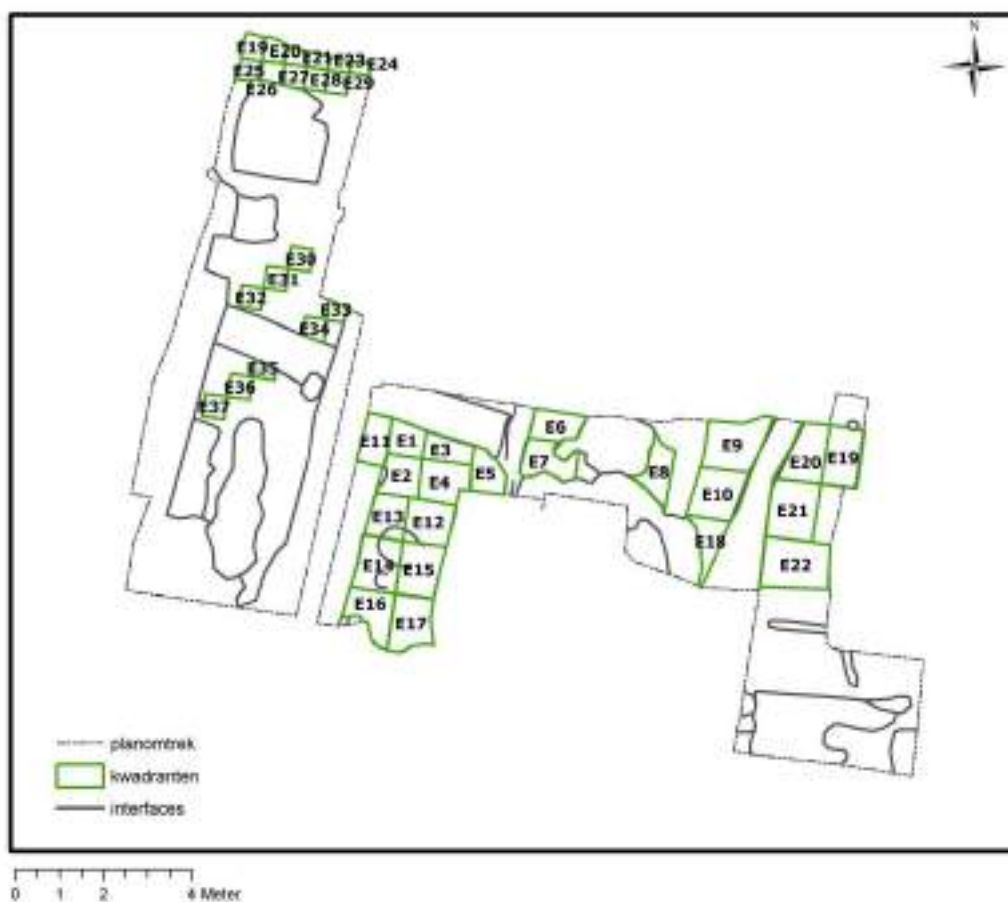 N
E19 E20 E21 E23 E24
E25 E27 E28 E29
E26
E30
E31
E32
E33
E34
E35
E36
E37
E6
E11 E1 E3
E9
E7
E20 E19
E8
E2 E4 E5
E10
E21
E13 E12
E18
E14 E15
E22
E16
E17
planomtrek
kwadranten
interfaces
0 1 2 4 Meter